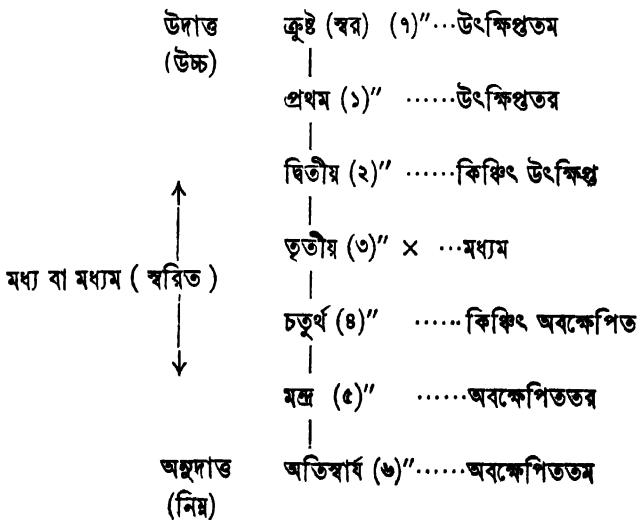 উদাত্ত ক্রুষ্ট (স্বর) (৭)″···উৎক্ষিপ্ততম
(উচ্চ)
প্রথম (১)″ ······উৎক্ষিপ্ততর
দ্বিতীয় (২)″ ······কিঞ্চিৎ উৎক্ষিপ্ত
তৃতীয় (৩)″ × ···মধ্যম
মধ্য বা মধ্যম ( স্বরিত )
চতুর্থ (৪)″ ······ কিঞ্চিৎ অবক্ষেপিত
মন্দ্র (৫)″ ······অবক্ষেপিততর
অনুদাত্ত অতিস্বার্য (৬)″······অবক্ষেপিততম
(নিম্ন)